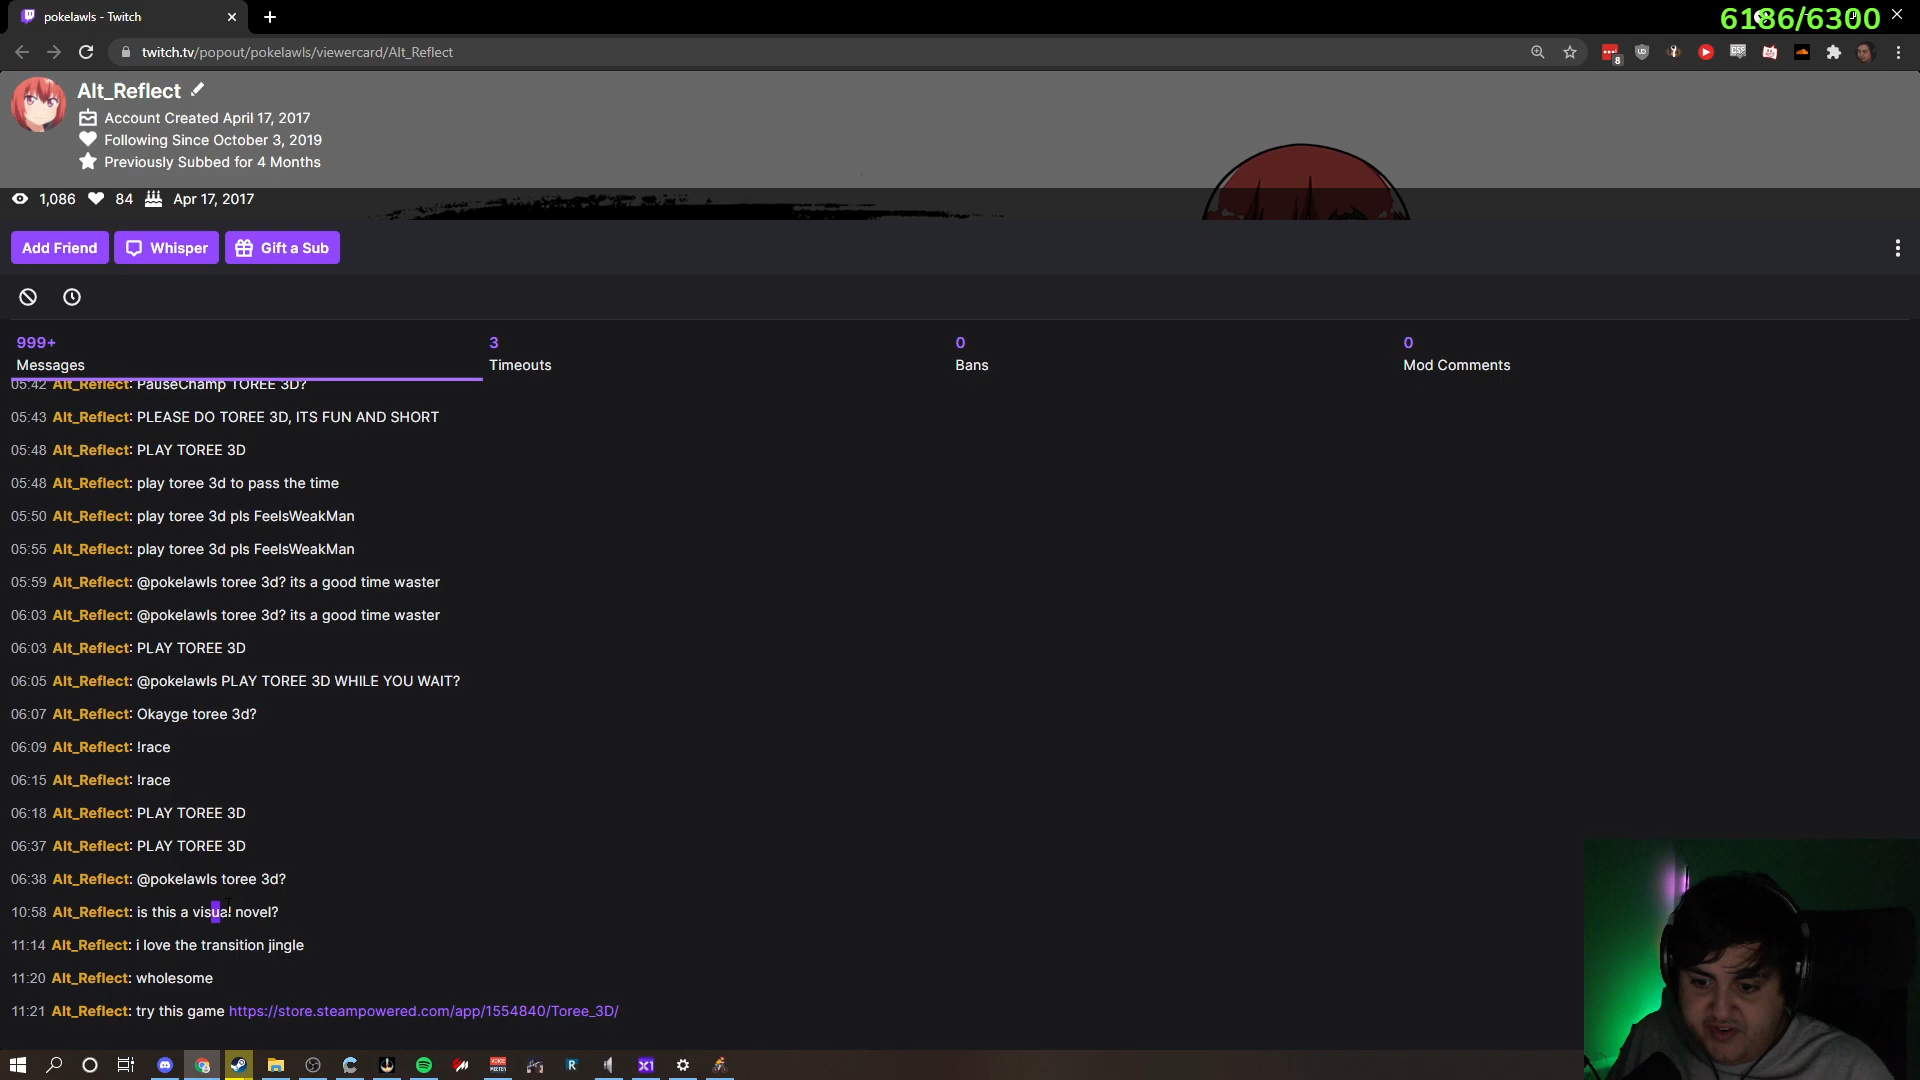 pokelawls - Twitch
6186/6300
twitch.tv/popout/pokelawls/viewercard/Alt_Reflect
8
Alt_Reflect
Account Created April 17, 2017
Following Since October 3, 2019
Previously Subbed for 4 Months
1,086 84 Apr 17, 2017
Add Friend Whisper Gift a Sub
999+ 3 0 0
Messages Timeouts Bans Mod Comments
05:42 Alt_Reflect: PauseChamp TOREE 3D?
05:43 Alt_Reflect: PLEASE DO TOREE 3D, ITS FUN AND SHORT
05:48 Alt_Reflect: PLAY TOREE 3D
05:48 Alt_Reflect: play toree 3d to pass the time
05:50 Alt_Reflect: play toree 3d pls FeelsWeakMan
05:55 Alt_Reflect: play toree 3d pls FeelsWeakMan
05:59 Alt_Reflect: @pokelawls toree 3d? its a good time waster
06:03 Alt_Reflect: @pokelawls toree 3d? its a good time waster
06:03 Alt_Reflect: PLAY TOREE 3D
06:05 Alt_Reflect: @pokelawls PLAY TOREE 3D WHILE YOU WAIT?
06:07 Alt_Reflect: Okayge toree 3d?
06:09 Alt_Reflect: !race
06:15 Alt_Reflect: !race
06:18 Alt_Reflect: PLAY TOREE 3D
06:37 Alt_Reflect: PLAY TOREE 3D
06:38 Alt_Reflect: @pokelawls toree 3d?
10:58 Alt_Reflect: is this a visual novel?
11:14 Alt_Reflect: i love the transition jingle
11:20 Alt_Reflect: wholesome
11:21 Alt_Reflect: try this game https://store.steampowered.com/app/1554840/Toree_3D/